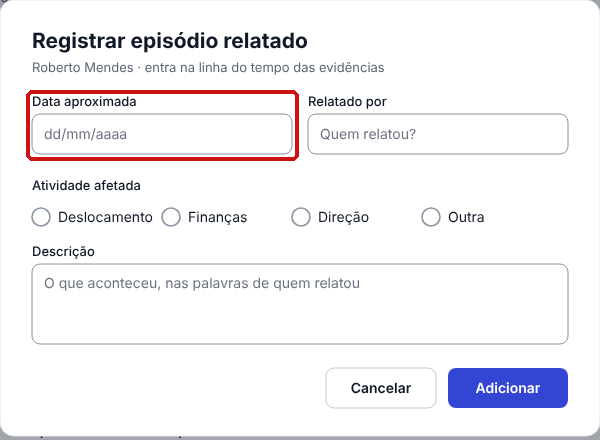 Registrar episódio relatado
Roberto Mendes · entra na linha do tempo das evidências
Data aproximada
Relatado por
dd/mm/aaaa
Quem relatou?
Atividade afetada
Deslocamento
Finanças
Direção
Outra
Descrição
O que aconteceu, nas palavras de quem relatou
Cancelar
Adicionar